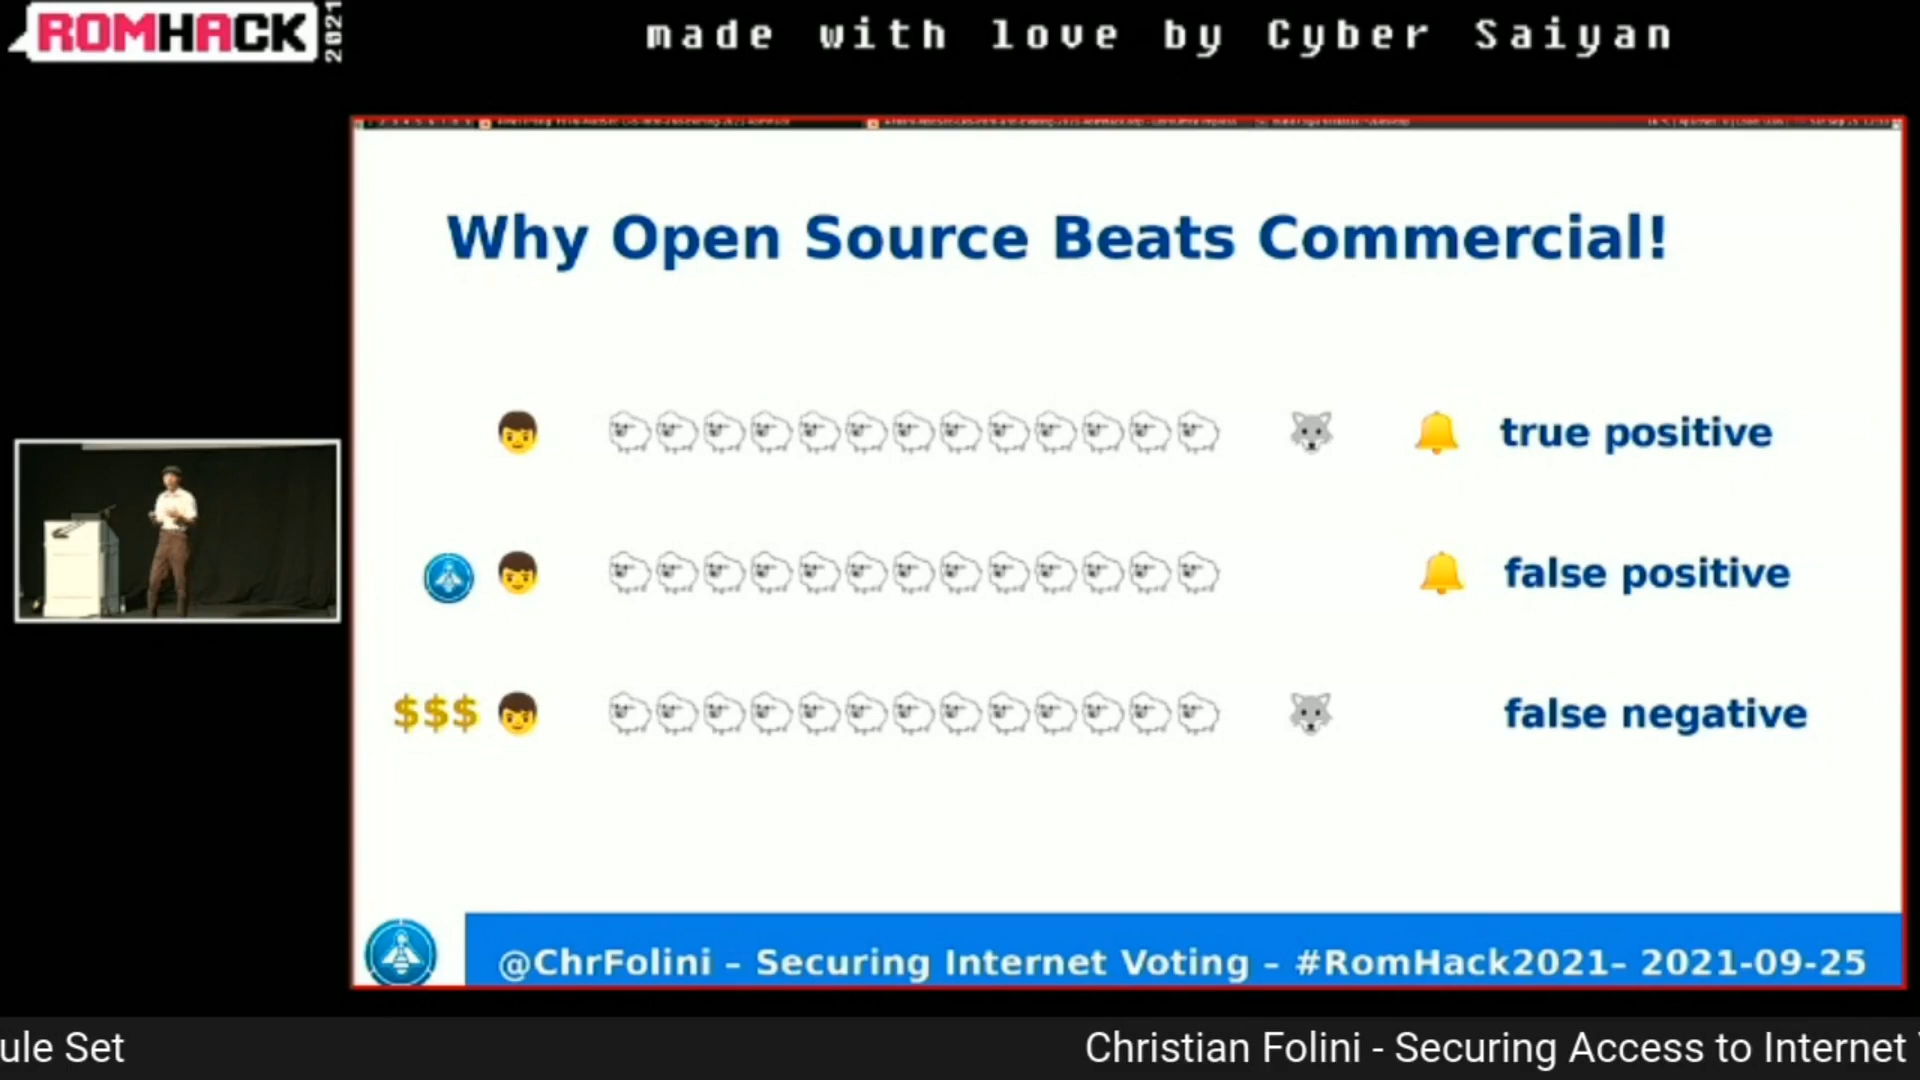 ROMHACK
2021
made with love by Cyber Saiyan
Why Open Source Beats Commercial!
true positive
false positive
$$$
false negative
@ChrFolini – Securing Internet Voting – #RomHack2021– 2021-09-25
ule Set
Christian Folini - Securing Access to Internet